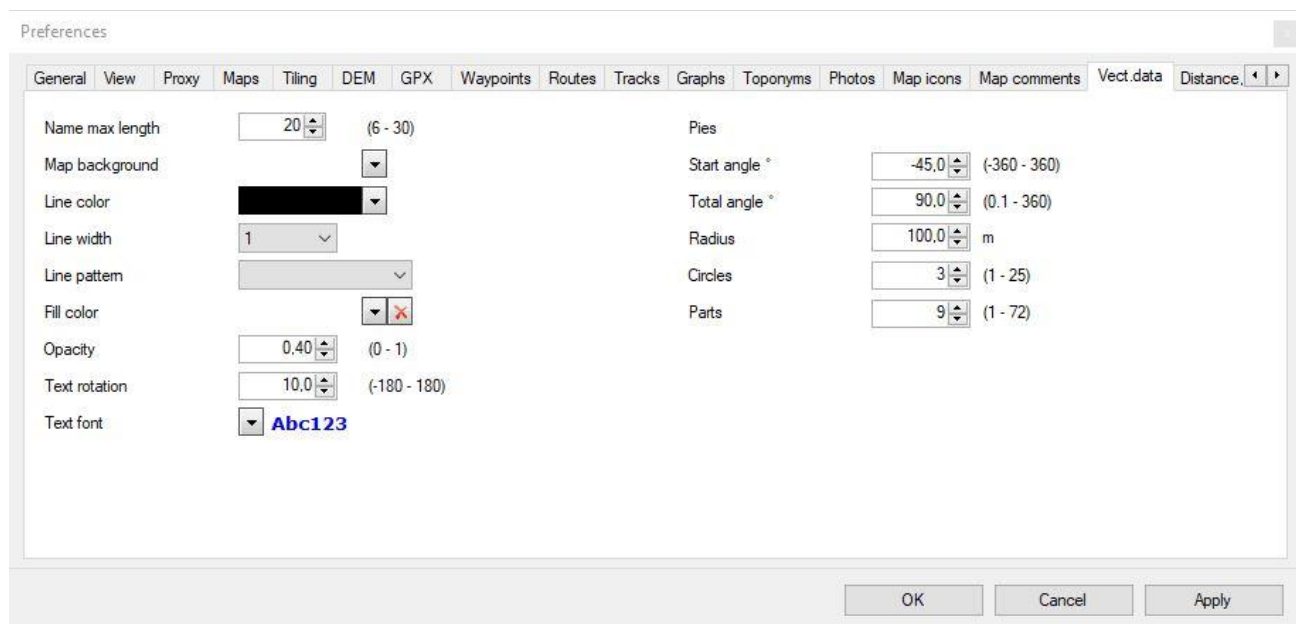 Preferences
General View Proxy Maps Tiling DEM GPX Waypoints Routes Tracks Graphs Toponyms Photos Map icons Map comments Vect.data Distance,
Name max length 20 (6 - 30) Pies
Map background Start angle ° -45,0 (-360 - 360)
Line color Total angle ° 90,0 (0.1 - 360)
Line width 1 Radius 100,0 m
Line pattern Circles 3 (1 - 25)
Fill color Parts 9 (1 - 72)
Opacity 0,40 (0 - 1)
Text rotation 10,0 (-180 - 180)
Text font Abc123
OK Cancel Apply